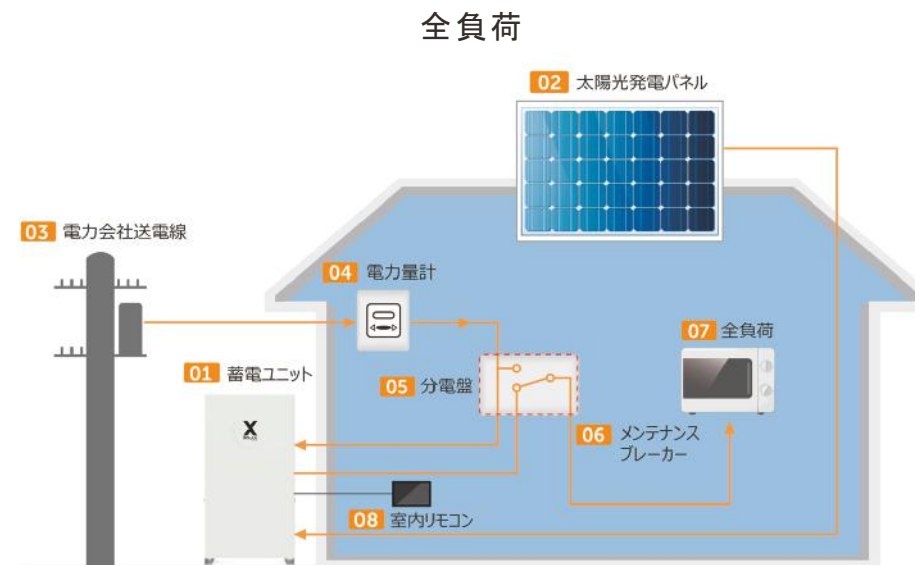 全負荷
02 太陽光発電パネル
03 電力会社送電線
04 電力量計
07 全負荷
01 蓄電ユニット
05 分電盤
06 メンテナンス
ブレーカー
X
08 室内リモコン